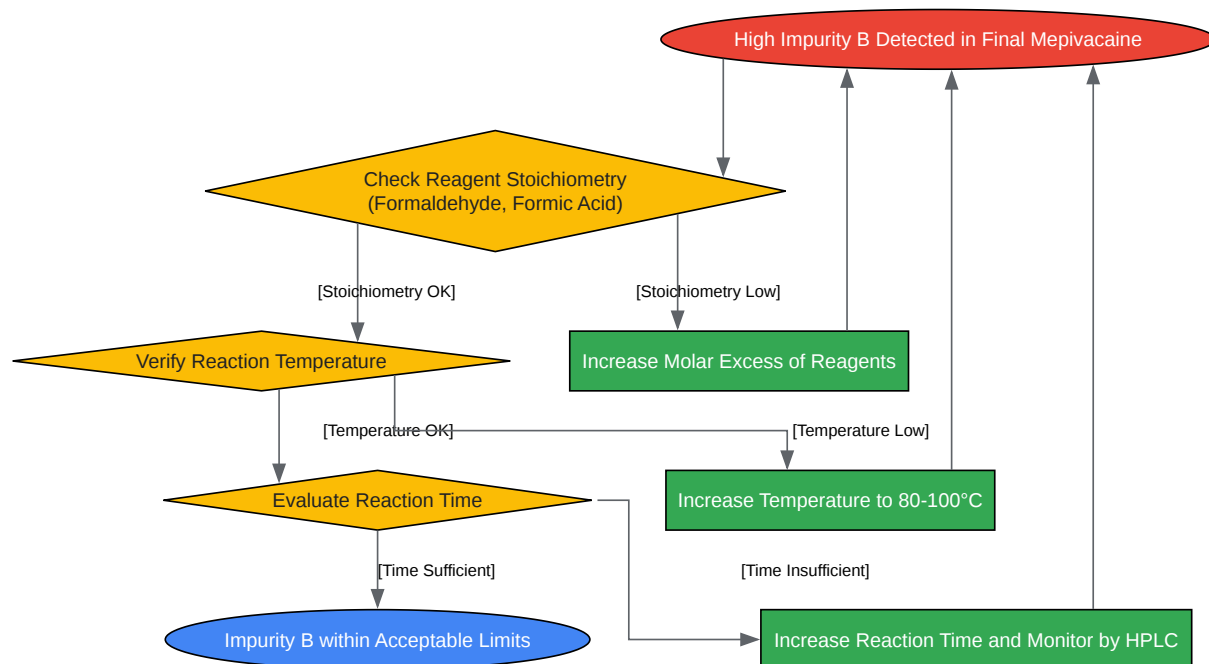 High Impurity B Detected in Final Mepivacaine
Check Reagent Stoichiometry
(Formaldehyde, Formic Acid)
[Stoichiometry OK]
[Stoichiometry Low]
Verify Reaction Temperature
Increase Molar Excess of Reagents
[Temperature OK]
[Temperature Low]
Evaluate Reaction Time
Increase Temperature to 80-100°C
[Time Sufficient]
[Time Insufficient]
Impurity B within Acceptable Limits
Increase Reaction Time and Monitor by HPLC